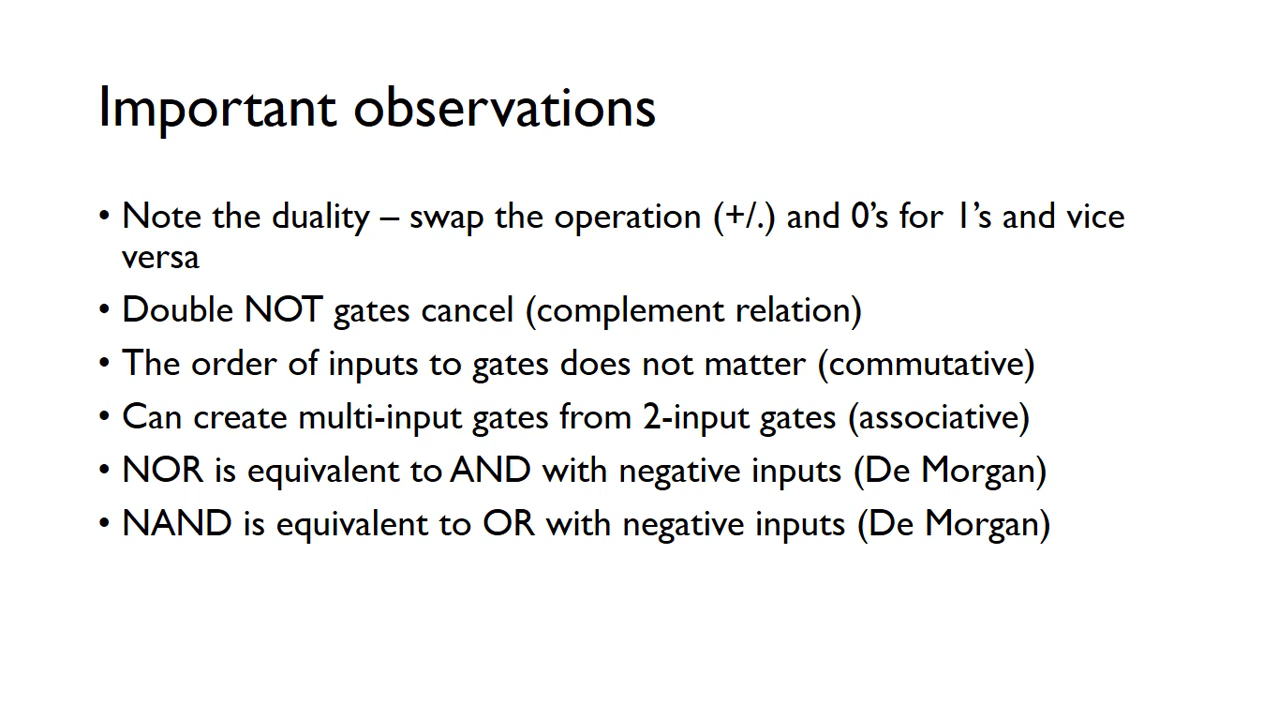 Important observations
• Note the duality – swap the operation (+/.) and 0’s for 1’s and vice
versa
• Double NOT gates cancel (complement relation)
• The order of inputs to gates does not matter (commutative)
• Can create multi-input gates from 2-input gates (associative)
• NOR is equivalent to AND with negative inputs (De Morgan)
• NAND is equivalent to OR with negative inputs (De Morgan)